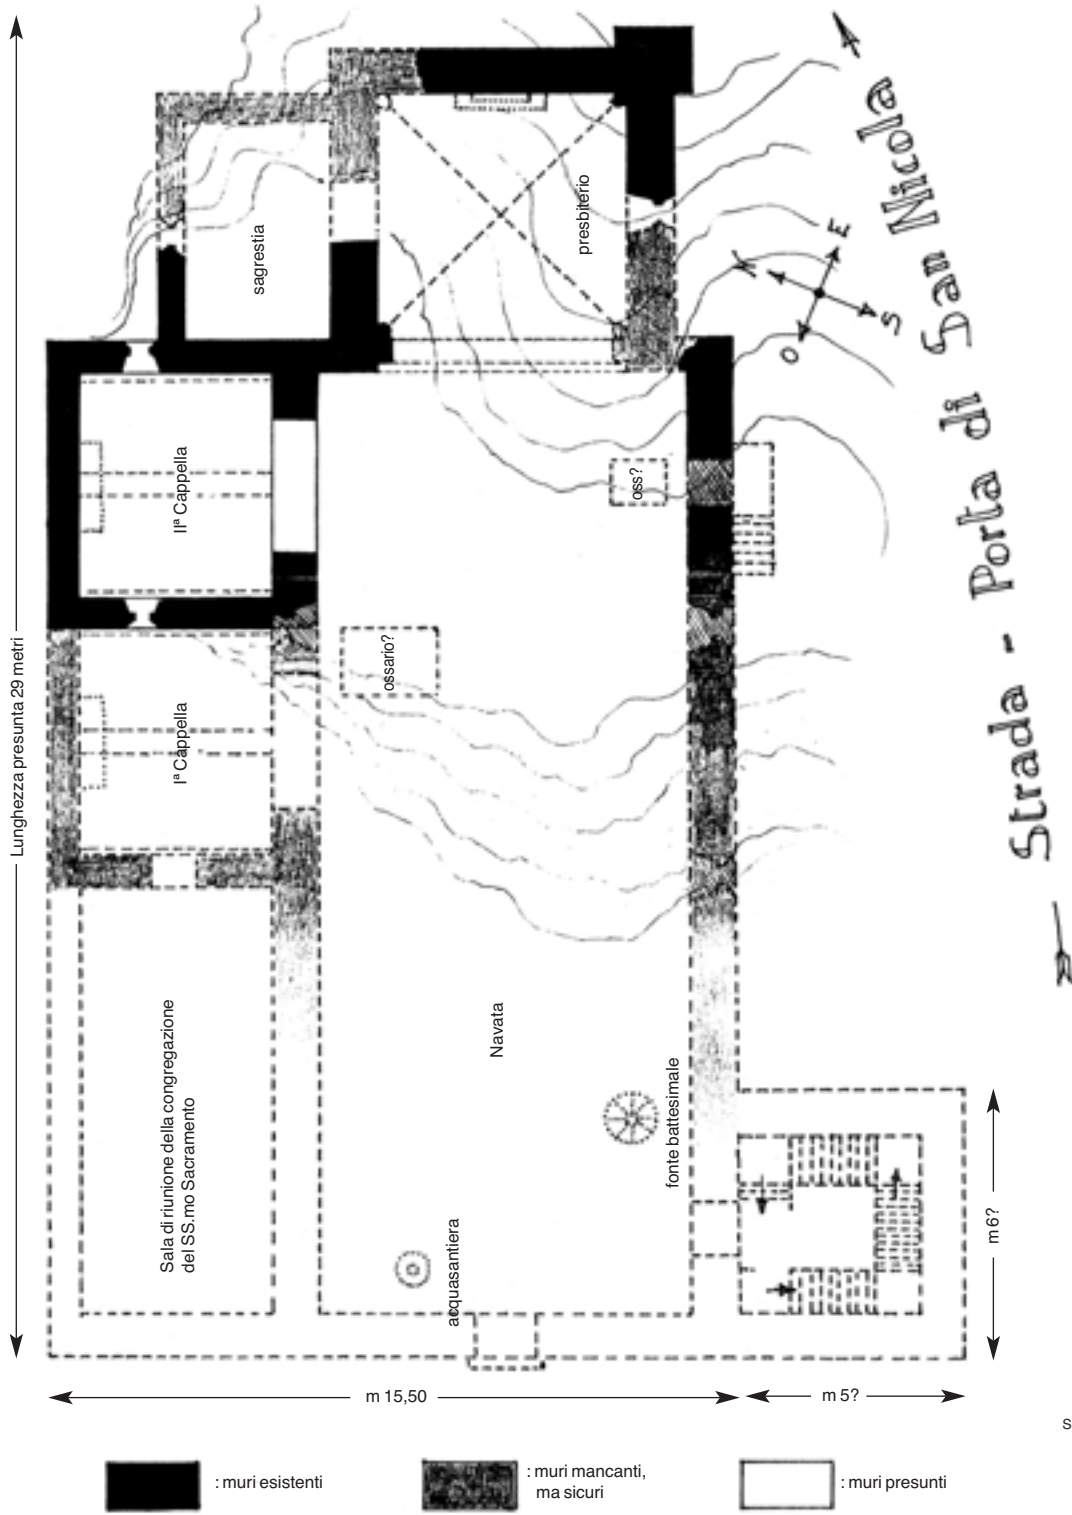 Strada - Porta di San Nicola
N
E
S
O
presbiterio
sagrestia
IIª Cappella
oss?
ossario?
Iª Cappella
Lunghezza presunta 29 metri
Navata
Sala di riunione della congregazione
del SS.mo Sacramento
fonte battesimale
acquasantiera
m 6?
m 15,50
m 5?
S
: muri esistenti
: muri mancanti,
ma sicuri
: muri presunti